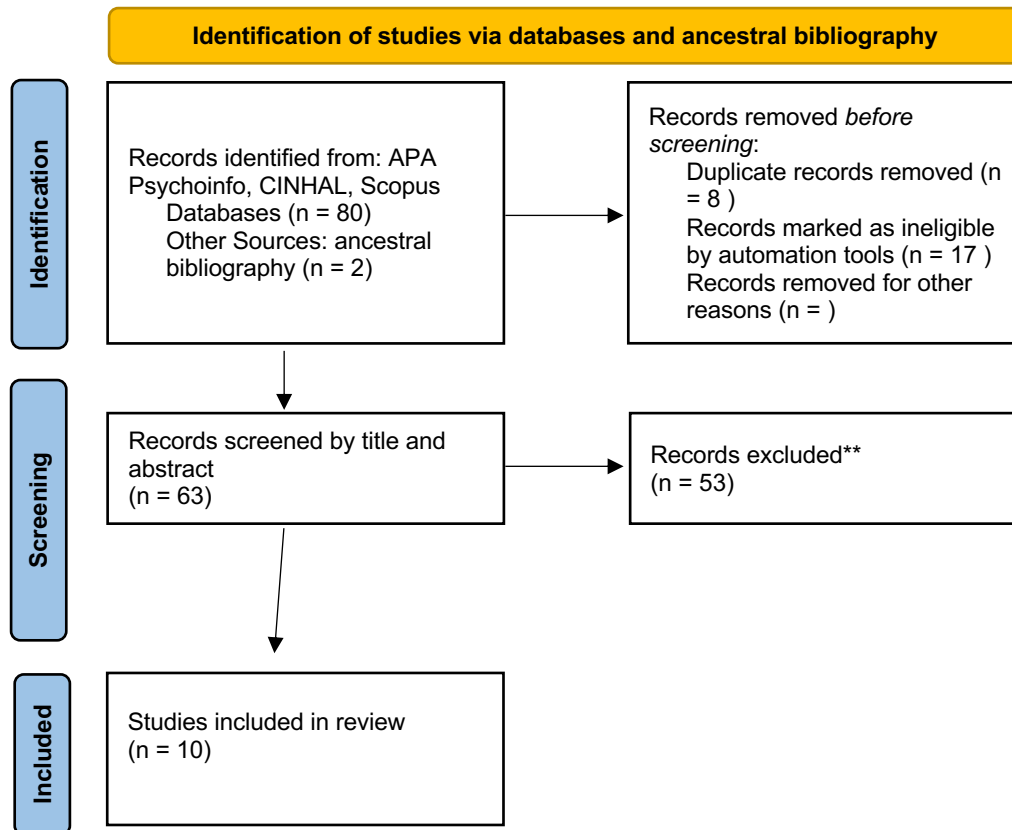 Identification of studies via databases and ancestral bibliography
Identification
Records identified from: APA
Psychoinfo, CINHAL, Scopus
Databases (n = 80)
Other Sources: ancestral
bibliography (n = 2)
Records removed before
screening:
Duplicate records removed (n
= 8 )
Records marked as ineligible
by automation tools (n = 17 )
Records removed for other
reasons (n = )
Screening
Records screened by title and
abstract
(n = 63)
Records excluded**
(n = 53)
Included
Studies included in review
(n = 10)